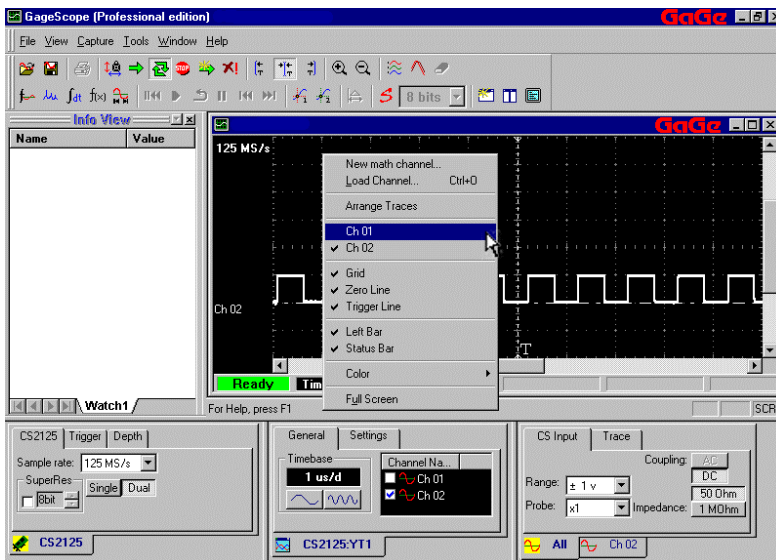 GageScope (Professional edition)
GaGe
File View Capture Tools Window Help
8 bits
Info View
Name Value
GaGe
125 MS/s
New math channel...
Load Channel... Ctrl+O
Arrange Traces
Ch 01
Ch 02
Grid
Zero Line
Trigger Line
Left Bar
Status Bar
Color
Full Screen
Ch 02
T
Ready Tim
Watch1
For Help, press F1
SCR
CS2125 Trigger Depth
Sample rate: 125 MS/s
SuperRes
8bit
Single Dual
CS2125
General Settings
Timebase
1 us/d
Channel Na...
Ch 01
Ch 02
CS2125:YT1
CS Input Trace
Coupling: AC
DC
Range: ± 1 v
50 Ohm
Probe: x1
Impedance: 1 MOhm
All Ch 02